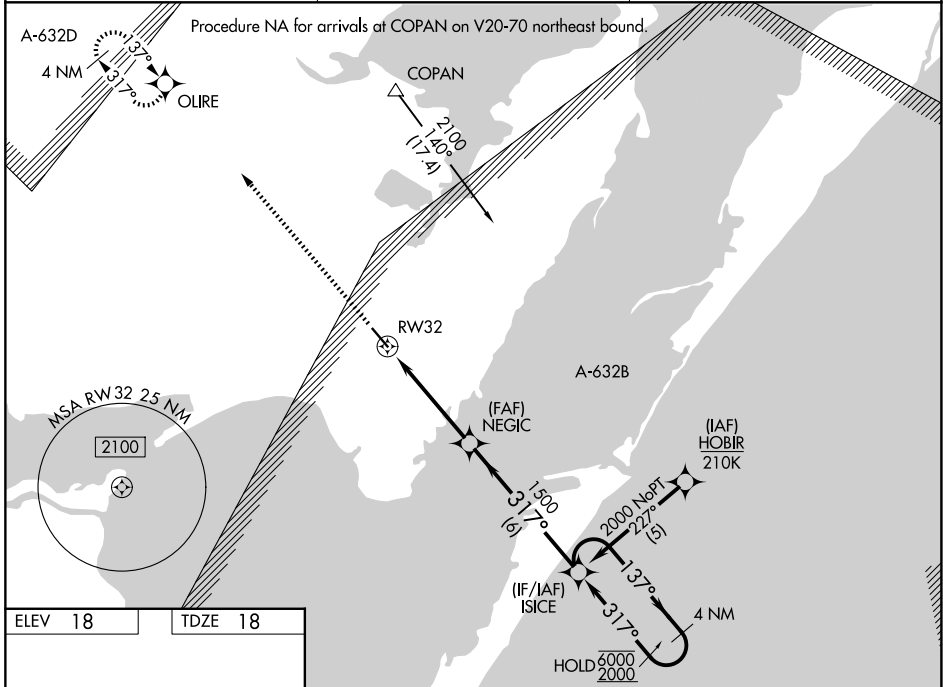 Procedure NA for arrivals at COPAN on V20-70 northeast bound.
A-632D
4 NM
137°
317°
OLIRE
COPAN
2100
140°
(17.4)
RW32
A-632B
MSA RW32 25 NM
2100
(FAF)
NEGIC
(IAF)
HOBIR
210K
1500
317°
(6)
2000 NoPT
227°
(5)
(IF/IAF)
ISICE
137°
317°
4 NM
HOLD 6000
2000
ELEV 18
TDZE 18